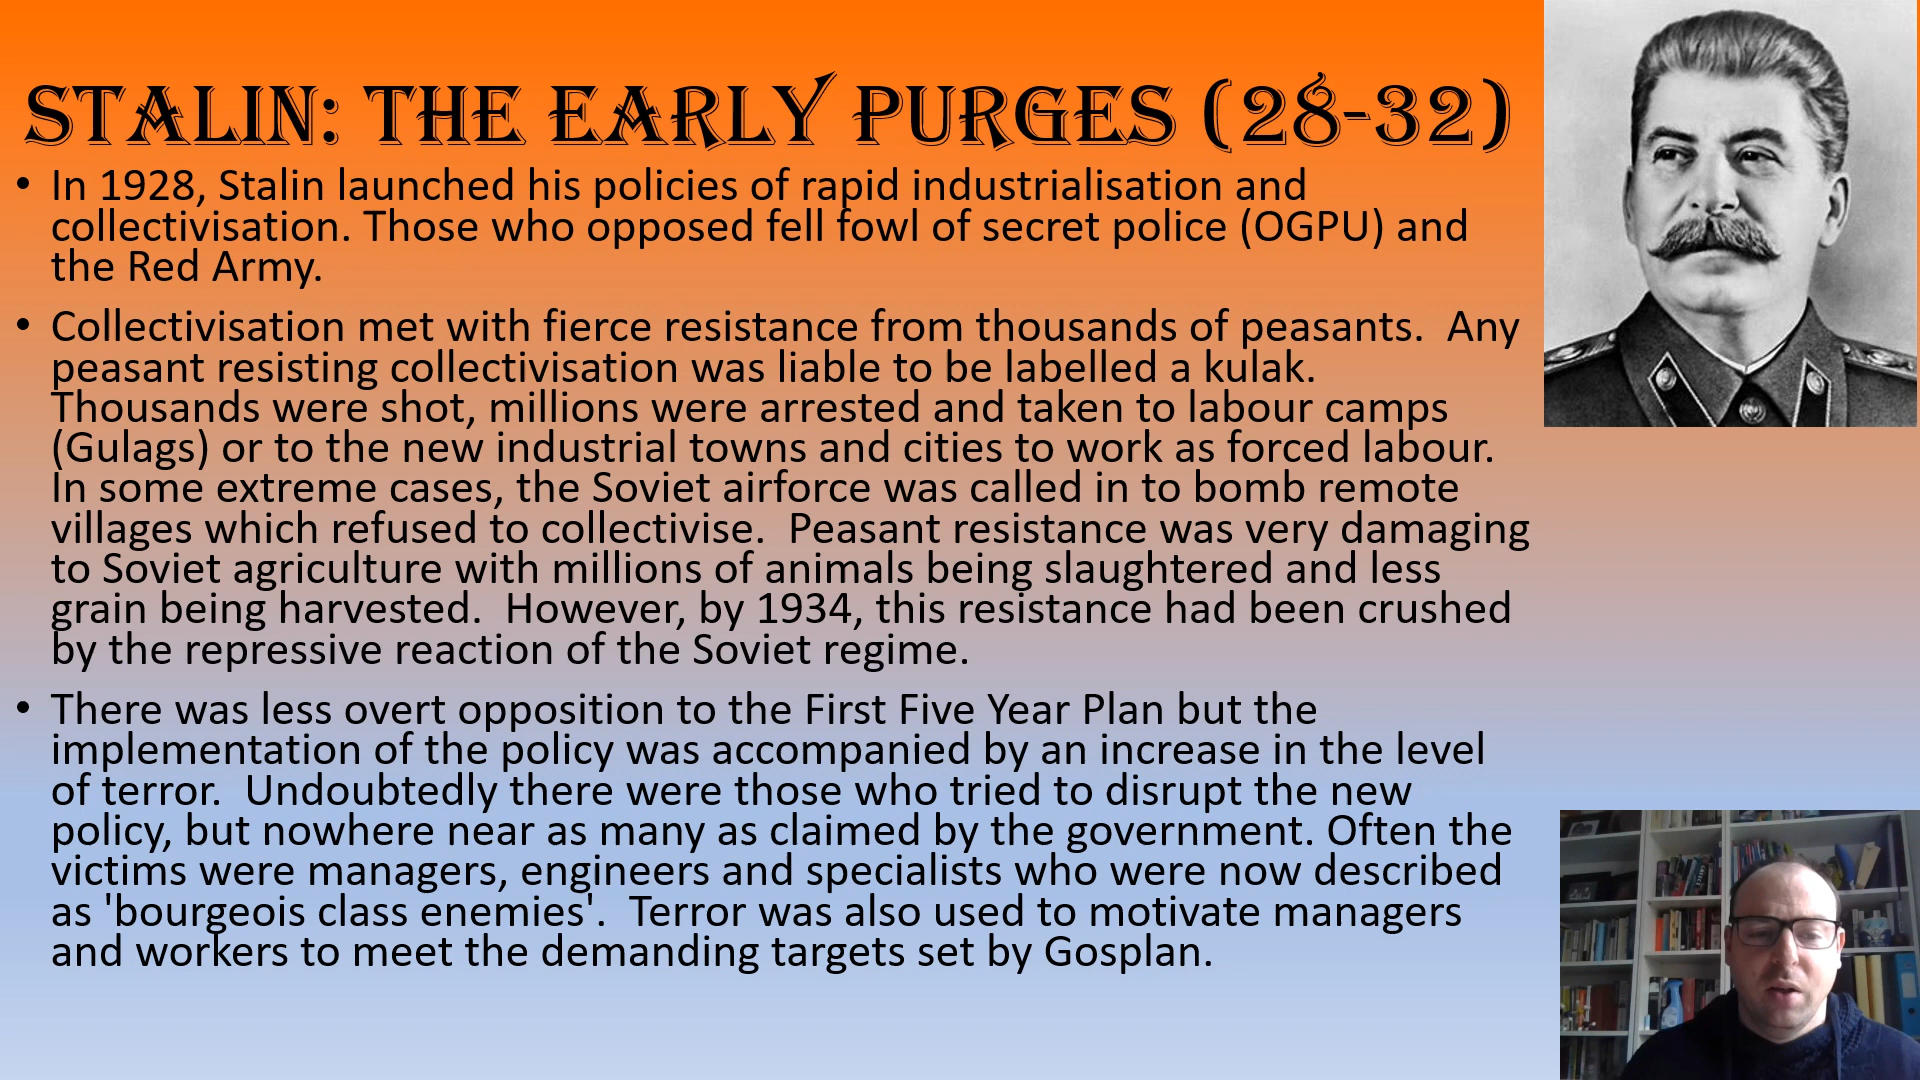 STALIN: THE EARLY PURGES (28-32)
• In 1928, Stalin launched his policies of rapid industrialisation and
collectivisation. Those who opposed fell fowl of secret police (OGPU) and
the Red Army.
• Collectivisation met with fierce resistance from thousands of peasants.  Any
peasant resisting collectivisation was liable to be labelled a kulak.
Thousands were shot, millions were arrested and taken to labour camps
(Gulags) or to the new industrial towns and cities to work as forced labour.
In some extreme cases, the Soviet airforce was called in to bomb remote
villages which refused to collectivise.  Peasant resistance was very damaging
to Soviet agriculture with millions of animals being slaughtered and less
grain being harvested.  However, by 1934, this resistance had been crushed
by the repressive reaction of the Soviet regime.
• There was less overt opposition to the First Five Year Plan but the
implementation of the policy was accompanied by an increase in the level
of terror.  Undoubtedly there were those who tried to disrupt the new
policy, but nowhere near as many as claimed by the government. Often the
victims were managers, engineers and specialists who were now described
as 'bourgeois class enemies'.  Terror was also used to motivate managers
and workers to meet the demanding targets set by Gosplan.